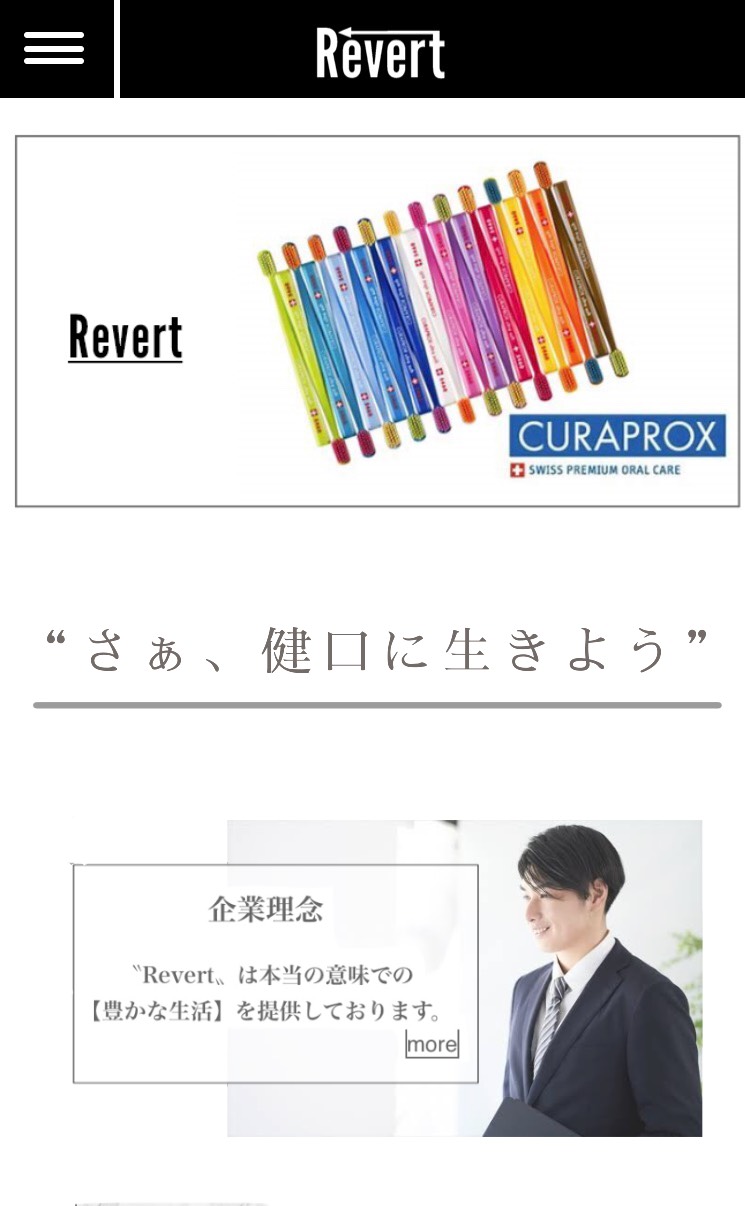 Revert
Revert
CURAPROX
SWISS PREMIUM ORAL CARE
“さぁ、健口に生きよう”
企業理念
〝Revert〟は本当の意味での
【豊かな生活】を提供しております。
more